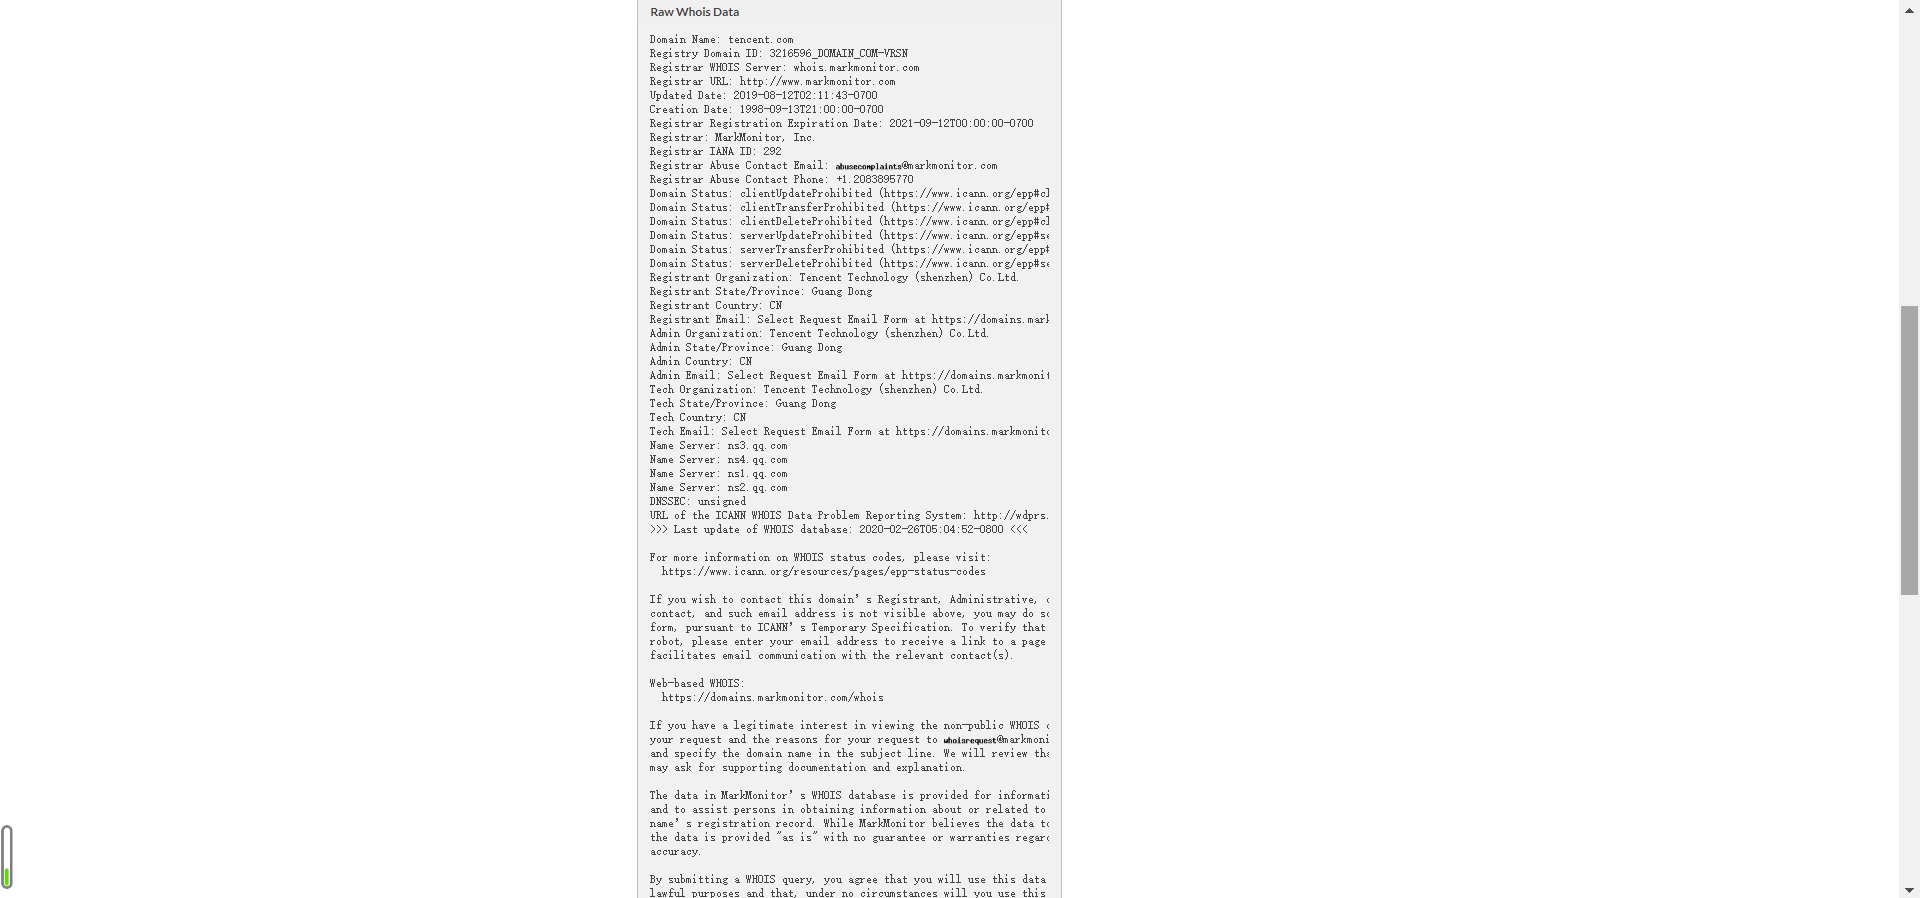 Raw Whois Data
Domain Name: tencent.com
Registry Domain ID: 3216596_DOMAIN_COM-VRSN
Registrar WHOIS Server: whois.markmonitor.com
Registrar URL: http://www.markmonitor.com
Updated Date: 2019-08-12T02:11:43-0700
Creation Date: 1998-09-13T21:00:00-0700
Registrar Registration Expiration Date: 2021-09-12T00:00:00-0700
Registrar: MarkMonitor, Inc.
Registrar IANA ID: 292
Registrar Abuse Contact Email: abusecomplaints@markmonitor.com
Registrar Abuse Contact Phone: +1.2083895770
Domain Status: clientUpdateProhibited (https://www.icann.org/epp#cl
Domain Status: clientTransferProhibited (https://www.icann.org/epp#
Domain Status: clientDeleteProhibited (https://www.icann.org/epp#cl
Domain Status: serverUpdateProhibited (https://www.icann.org/epp#se
Domain Status: serverTransferProhibited (https://www.icann.org/epp#
Domain Status: serverDeleteProhibited (https://www.icann.org/epp#se
Registrant Organization: Tencent Technology (shenzhen) Co.Ltd.
Registrant State/Province: Guang Dong
Registrant Country: CN
Registrant Email: Select Request Email Form at https://domains.mark
Admin Organization: Tencent Technology (shenzhen) Co.Ltd.
Admin State/Province: Guang Dong
Admin Country: CN
Admin Email: Select Request Email Form at https://domains.markmonit
Tech Organization: Tencent Technology (shenzhen) Co.Ltd.
Tech State/Province: Guang Dong
Tech Country: CN
Tech Email: Select Request Email Form at https://domains.markmonito
Name Server: ns3.qq.com
Name Server: ns4.qq.com
Name Server: ns1.qq.com
Name Server: ns2.qq.com
DNSSEC: unsigned
URL of the ICANN WHOIS Data Problem Reporting System: http://wdprs.
>>> Last update of WHOIS database: 2020-02-26T05:04:52-0800 <<<
For more information on WHOIS status codes, please visit:
https://www.icann.org/resources/pages/epp-status-codes
If you wish to contact this domain's Registrant, Administrative,
contact, and such email address is not visible above, you may do so
form, pursuant to ICANN's Temporary Specification. To verify that
robot, please enter your email address to receive a link to a page
facilitates email communication with the relevant contact(s).
Web-based WHOIS:
https://domains.markmonitor.com/whois
If you have a legitimate interest in viewing the non-public WHOIS
your request and the reasons for your request to whoisrequest@markmoni
and specify the domain name in the subject line. We will review tha
may ask for supporting documentation and explanation.
The data in MarkMonitor's WHOIS database is provided for informati
and to assist persons in obtaining information about or related to
name's registration record. While MarkMonitor believes the data to
the data is provided "as is" with no guarantee or warranties regard
accuracy.
By submitting a WHOIS query, you agree that you will use this data
lawful purposes and that, under no circumstances will you use this